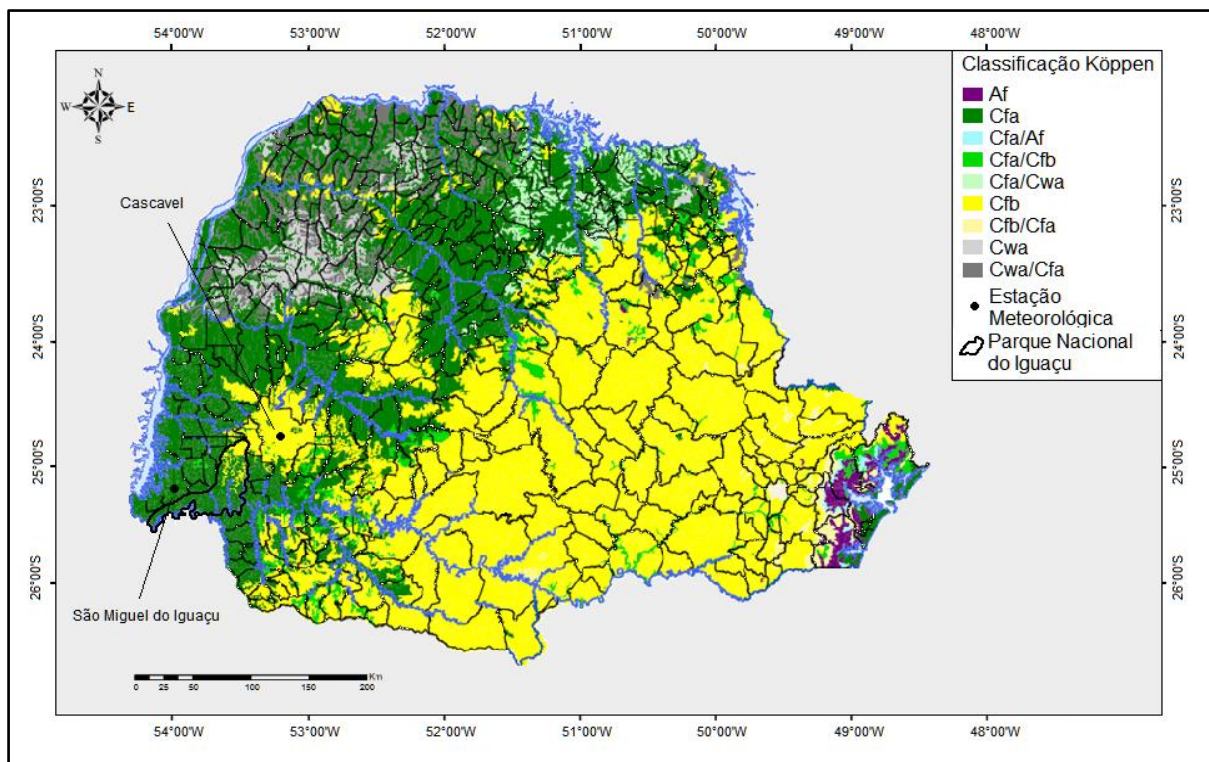 54°00'W 53°00'W 52°00'W 51°00'W 50°00'W 49°00'W 48°00'W
N
W E
S
Classificação Köppen
Af
Cfa
Cfa/Af
Cfa/Cfb
Cfa/Cwa
Cfb
Cfb/Cfa
Cwa
Cwa/Cfa
Estação
Meteorológica
Parque Nacional
do Iguaçu
Cascavel
São Miguel do Iguaçu
23°00'S
24°00'S
25°00'S
26°00'S
23°00'S
24°00'S
25°00'S
26°00'S
Km
0 25 50 100 150 200
54°00'W 53°00'W 52°00'W 51°00'W 50°00'W 49°00'W 48°00'W